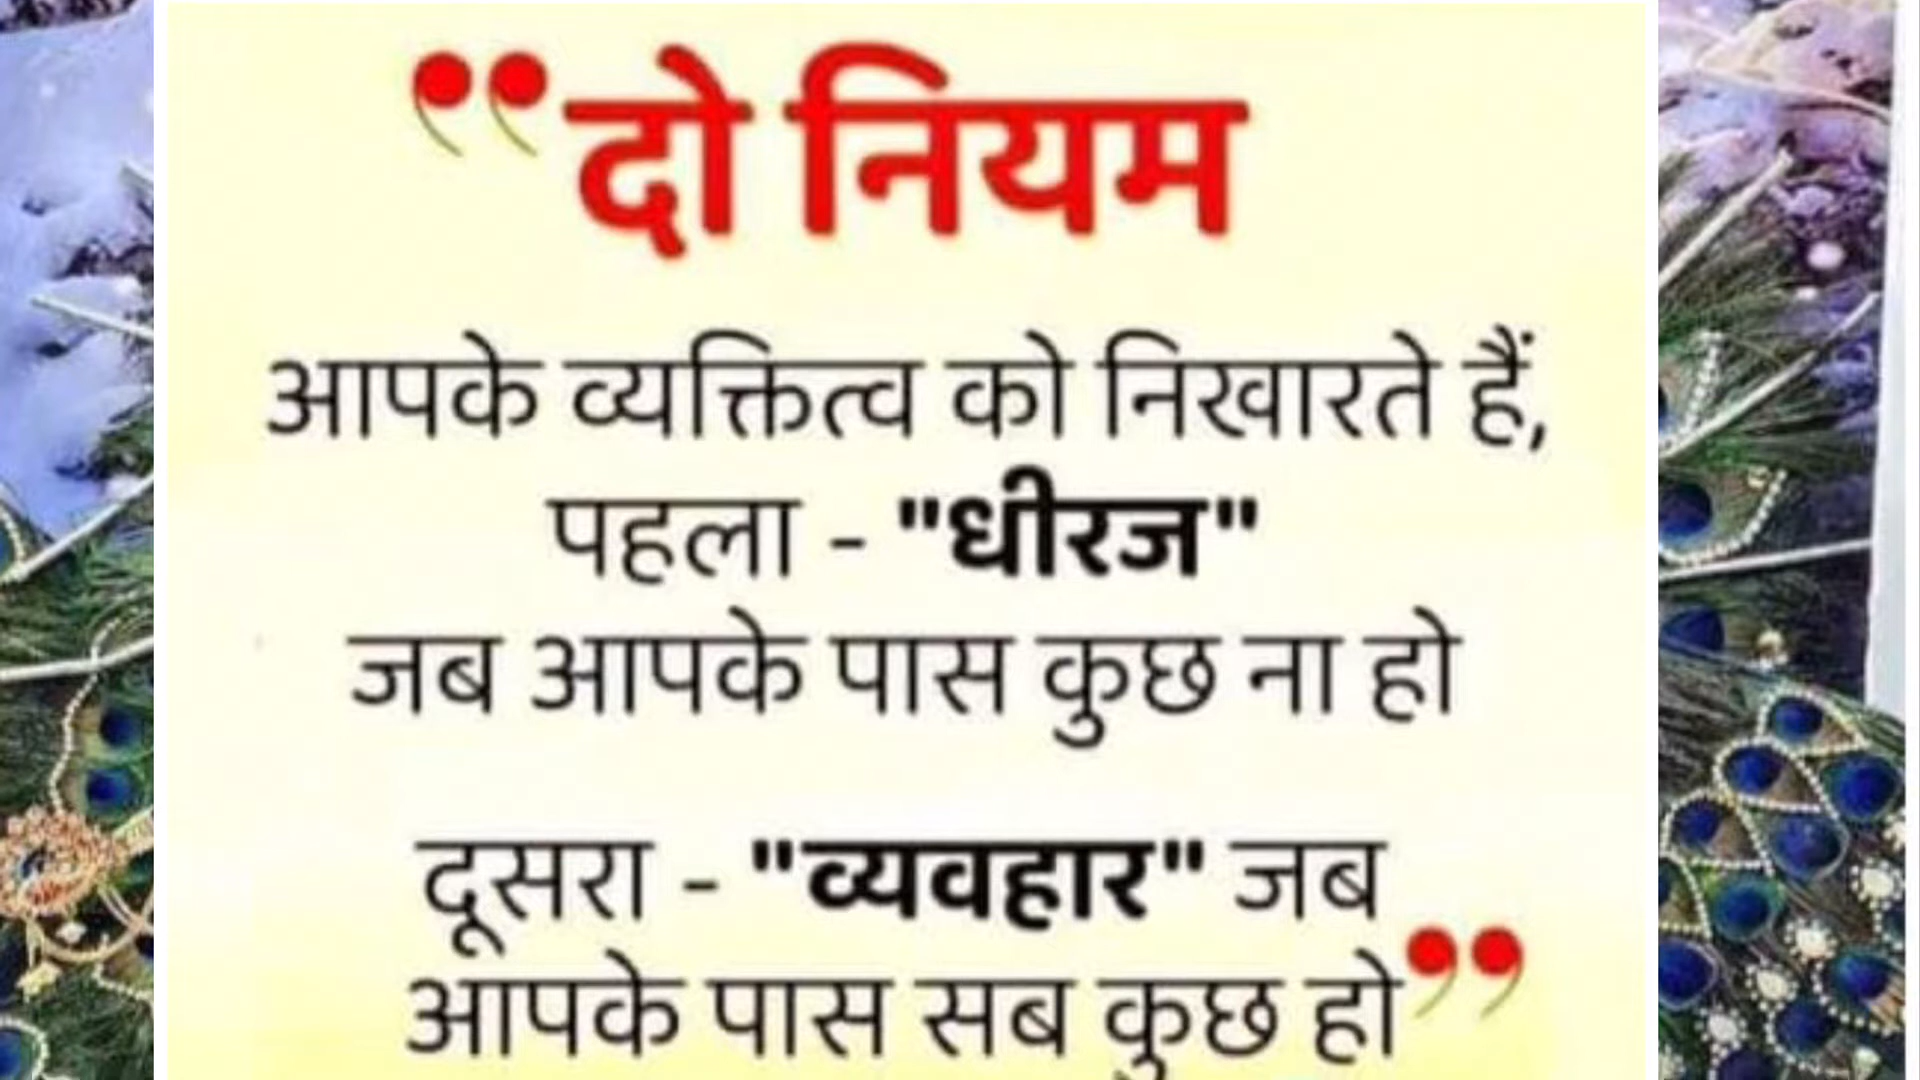 "दो नियम
आपके व्यक्तित्व को निखारते हैं,
पहला - "धीरज"
जब आपके पास कुछ ना हो
दूसरा - "व्यवहार" जब
आपके पास सब कुछ हो"